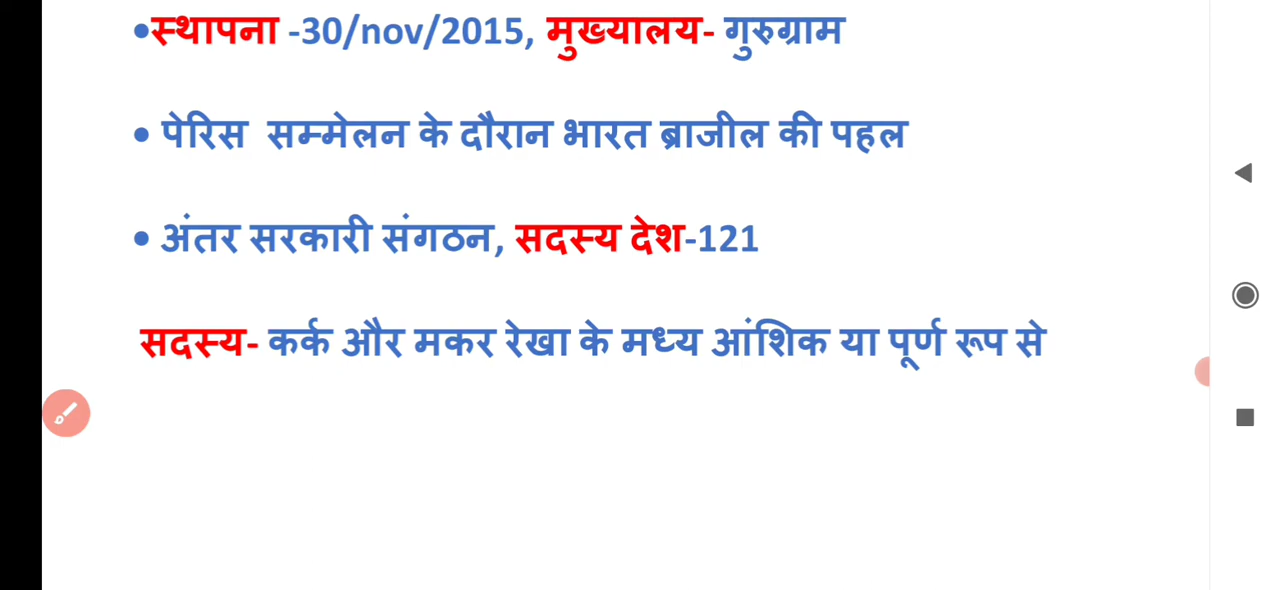 •स्थापना -30/nov/2015, मुख्यालय- गुरुग्राम
• पेरिस सम्मेलन के दौरान भारत ब्राजील की पहल
• अंतर सरकारी संगठन, सदस्य देश-121
सदस्य- कर्क और मकर रेखा के मध्य आंशिक या पूर्ण रूप से